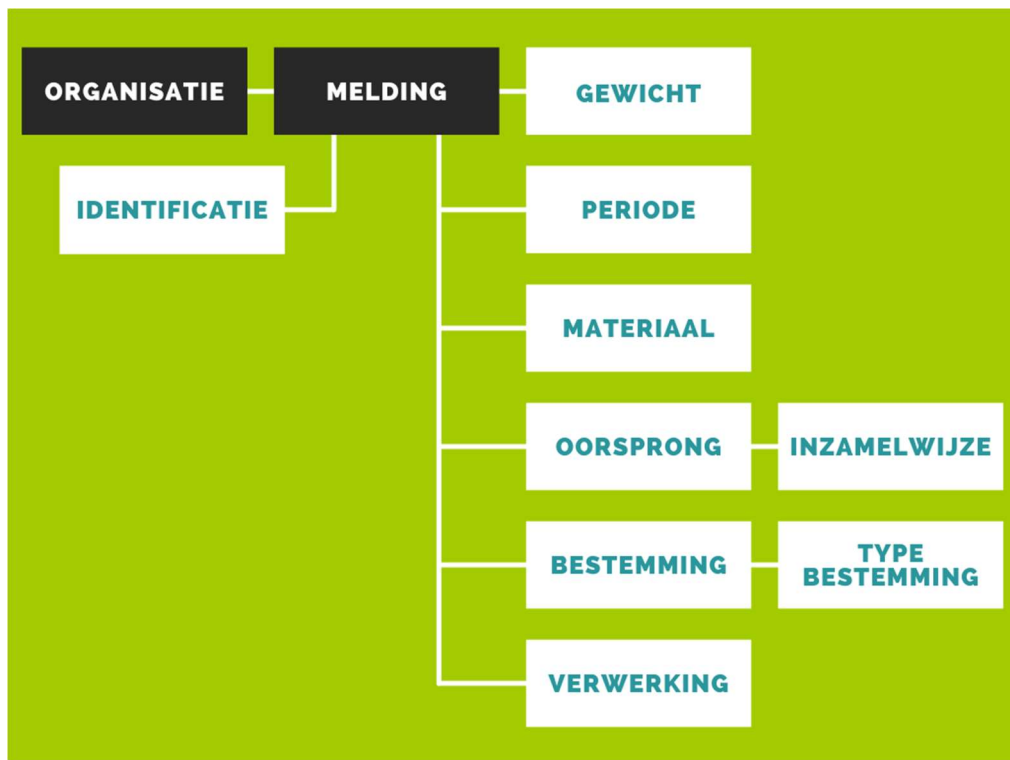 ORGANISATIE
MELDING
GEWICHT
IDENTIFICATIE
PERIODE
MATERIAAL
OORSPRONG
INZAMELWIJZE
BESTEMMING
TYPE
BESTEMMING
VERWERKING